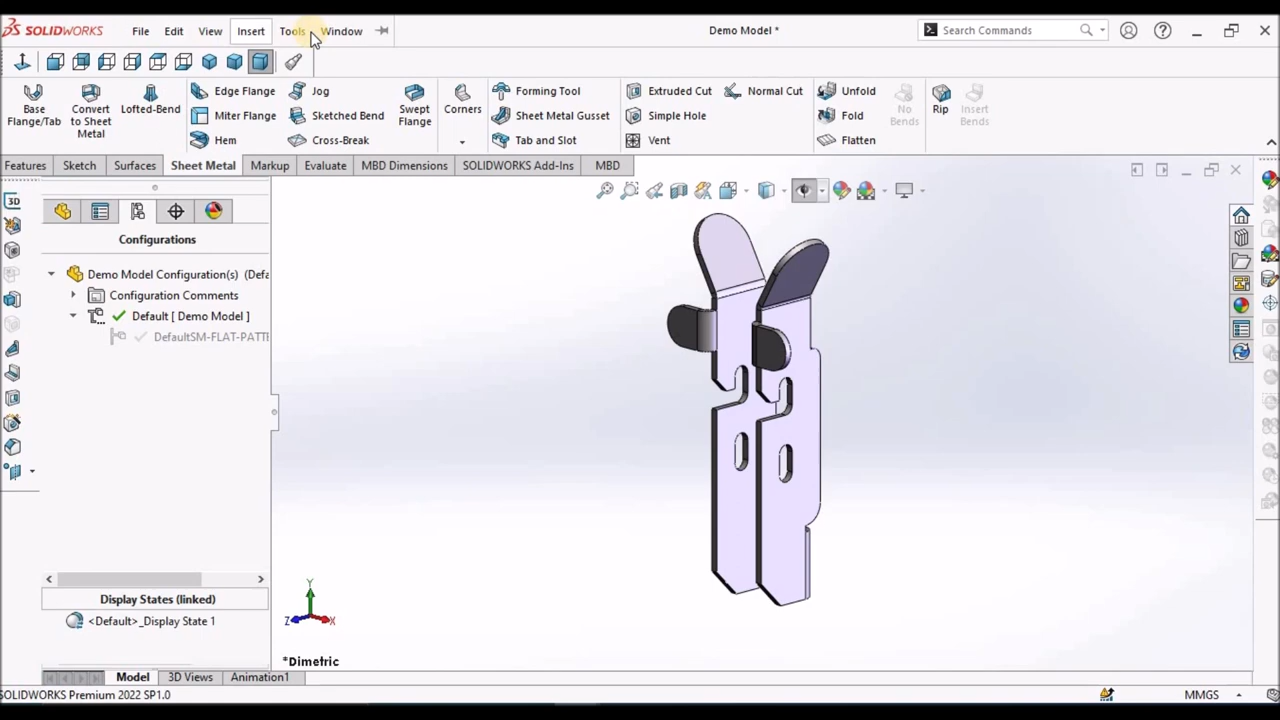 SOLIDWORKS File Edit View Insert Tools Window Demo Model * Search Commands
Edge Flange Jog Forming Tool Extruded Cut Normal Cut Unfold
Base Flange/Tab Convert to Sheet Metal Lofted-Bend Miter Flange Sketched Bend Swept Flange Corners Sheet Metal Gusset Simple Hole Fold No Bends Rip Insert Bends
Hem Cross-Break Tab and Slot Vent Flatten
Features Sketch Surfaces Sheet Metal Markup Evaluate MBD Dimensions SOLIDWORKS Add-Ins MBD
3D
Configurations
Demo Model Configuration(s) (Defa
Configuration Comments
Default [ Demo Model ]
DefaultSM-FLAT-PATT
Display States (linked)
<Default>_Display State 1
Y
Z X
*Dimetric
Model 3D Views Animation1
SOLIDWORKS Premium 2022 SP1.0 MMGS